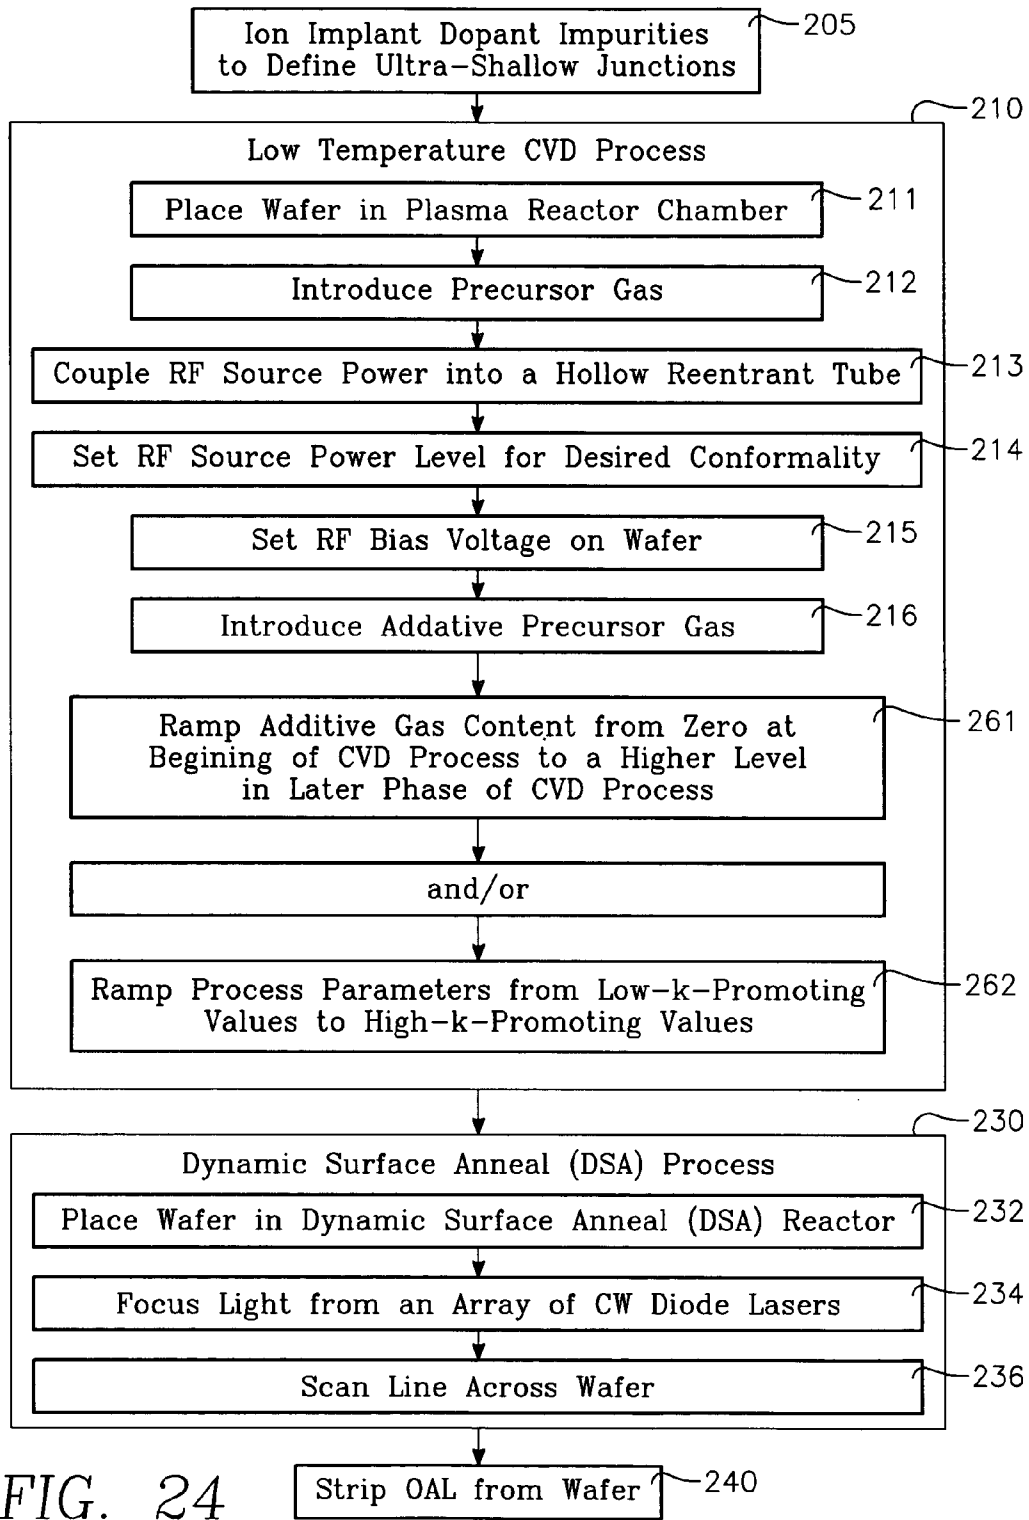 Ion Implant Dopant Impurities
to Define Ultra-Shallow Junctions
205
210
Low Temperature CVD Process
Place Wafer in Plasma Reactor Chamber
211
Introduce Precursor Gas
212
Couple RF Source Power into a Hollow Reentrant Tube
213
Set RF Source Power Level for Desired Conformality
214
Set RF Bias Voltage on Wafer
215
Introduce Addative Precursor Gas
216
Ramp Additive Gas Content from Zero at
Begining of CVD Process to a Higher Level
in Later Phase of CVD Process
261
and/or
Ramp Process Parameters from Low-k-Promoting
Values to High-k-Promoting Values
262
230
Dynamic Surface Anneal (DSA) Process
Place Wafer in Dynamic Surface Anneal (DSA) Reactor
232
Focus Light from an Array of CW Diode Lasers
234
Scan Line Across Wafer
236
Strip OAL from Wafer
240
FIG. 24